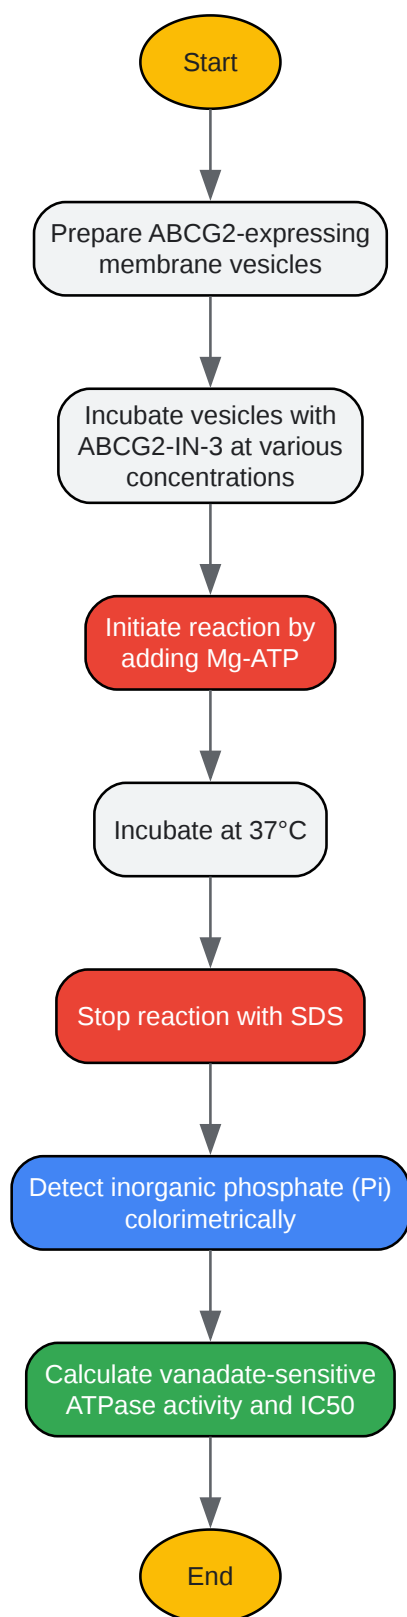 Start
Prepare ABCG2-expressing
membrane vesicles
Incubate vesicles with
ABCG2-IN-3 at various
concentrations
Initiate reaction by
adding Mg-ATP
Incubate at 37°C
Stop reaction with SDS
Detect inorganic phosphate (Pi)
colorimetrically
Calculate vanadate-sensitive
ATPase activity and IC50
End